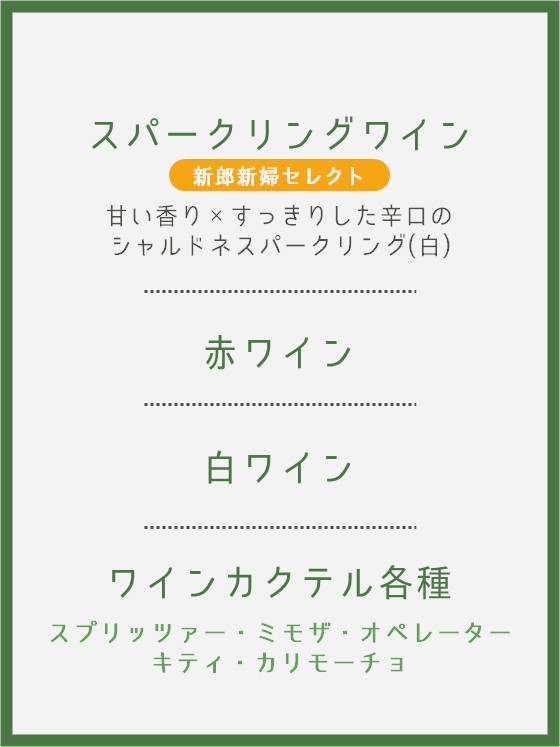 スパークリングワイン
新郎新婦セレクト
甘い香り×すっきりした辛口の
シャルドネスパークリング(白)
赤ワイン
白ワイン
ワインカクテル各種
スプリッツァー・ミモザ・オペレーター
キティ・カリモーチョ